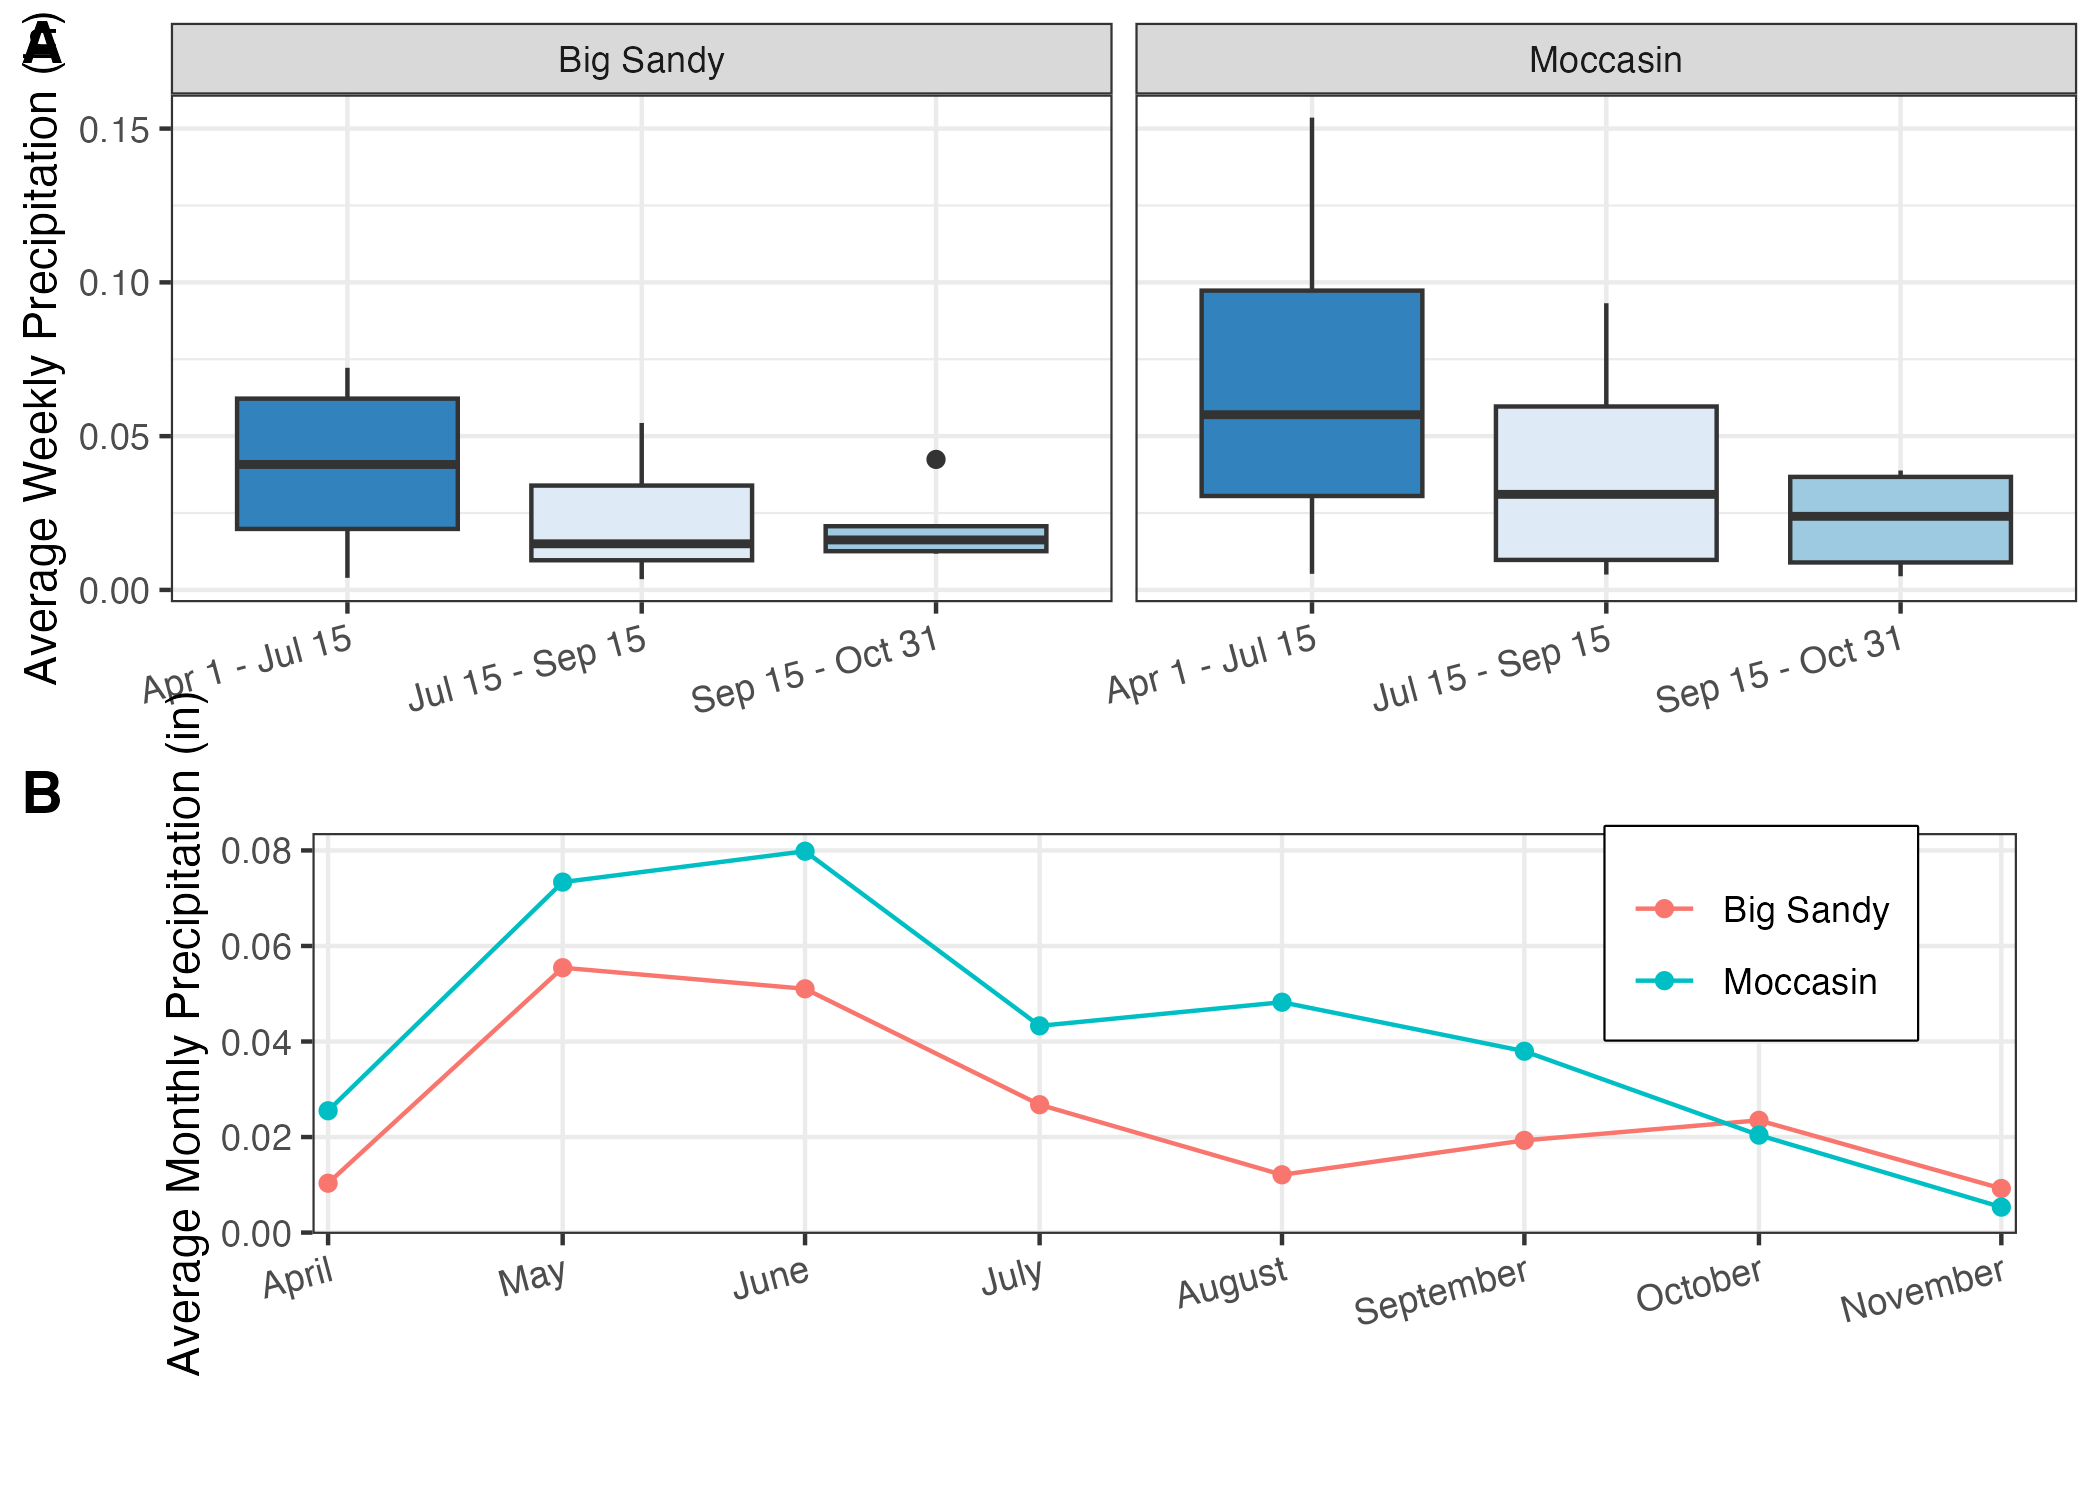 A
Average Weekly Precipitation (in)
Big Sandy
Moccasin
0.15
0.10
0.05
0.00
Apr 1 - Jul 15
Jul 15 - Sep 15
Sep 15 - Oct 31
Apr 1 - Jul 15
Jul 15 - Sep 15
Sep 15 - Oct 31
B
Average Monthly Precipitation (in)
0.08
0.06
0.04
0.02
0.00
Big Sandy
Moccasin
April
May
June
July
August
September
October
November